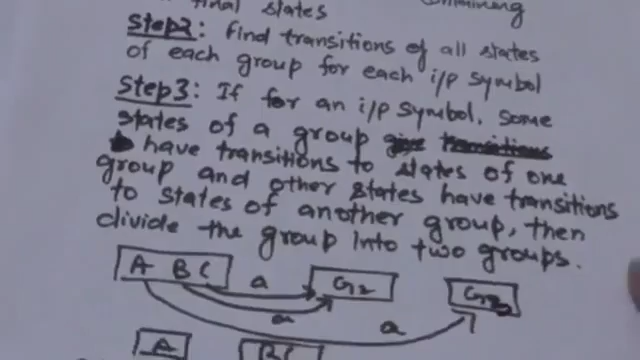 final states
Step2: Find transitions of all states
of each group for each i/p symbol
Step3: If for an i/p symbol, some
states of a group
have transitions to states of one
group and other states have transitions
to states of another group, then
divide the group into two groups.
A B C a G2 G3
a a
A BC